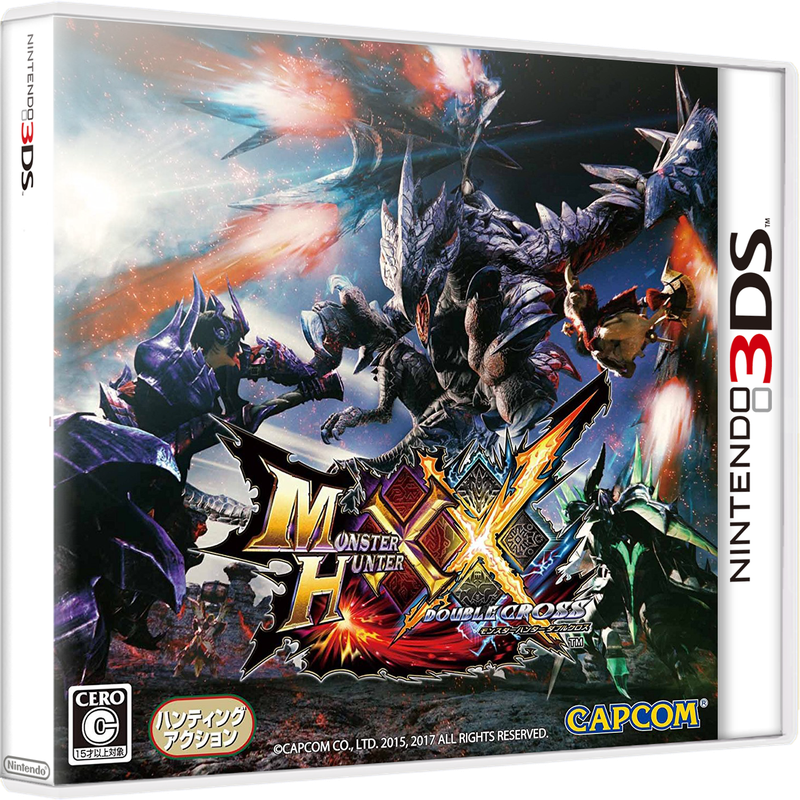 NINTENDO 3DS™
NINTENDO 3DS™
MONSTER
HUNTER
XX
DOUBLE CROSS
モンスターハンターダブルクロス
™
CERO
C
15才以上対象
ハンティング
アクション
CAPCOM®
©CAPCOM CO., LTD. 2015, 2017 ALL RIGHTS RESERVED.
Nintendo